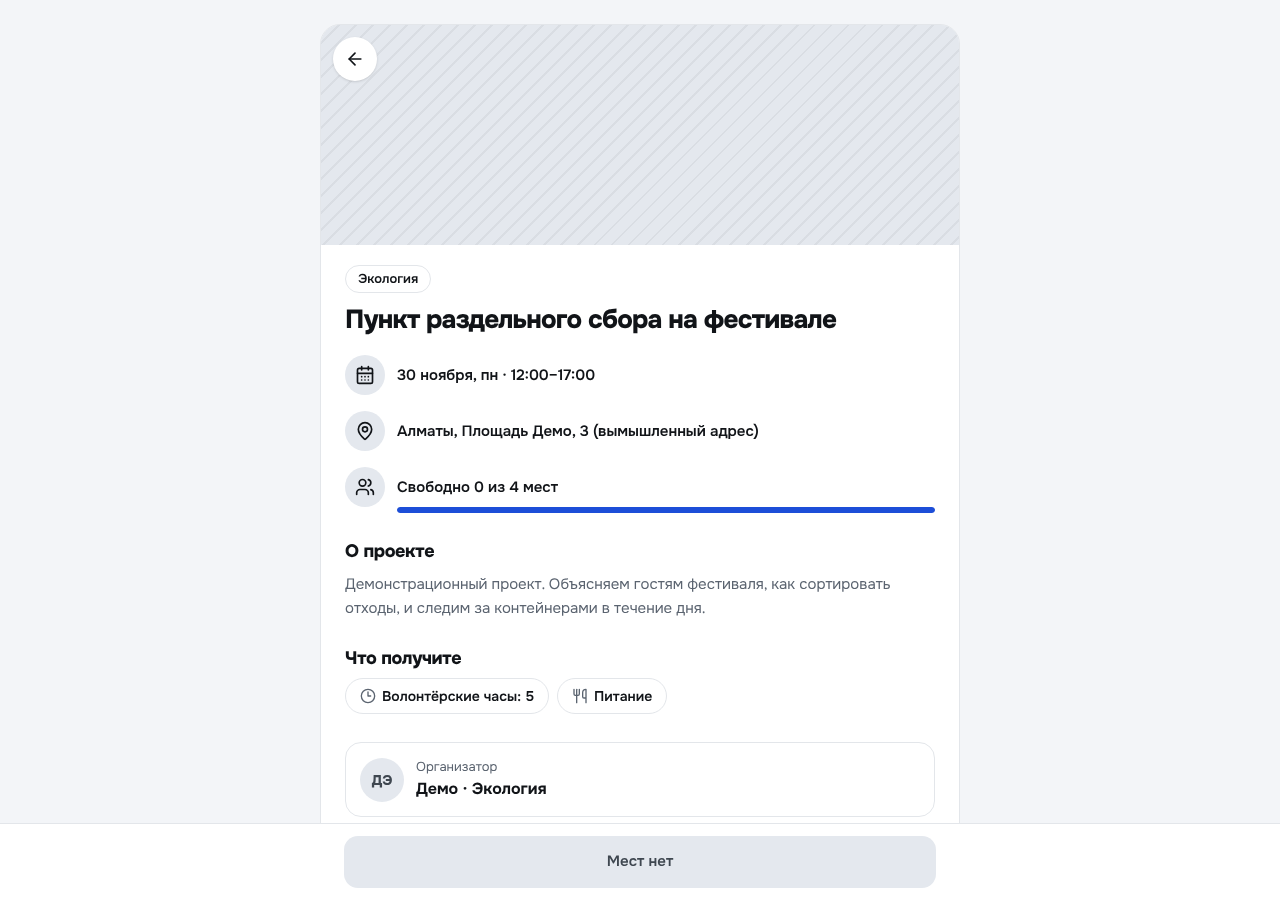 Экология
Пункт раздельного сбора на фестивале
30 ноября, пн · 12:00–17:00
Алматы, Площадь Демо, 3 (вымышленный адрес)
Свободно 0 из 4 мест
О проекте
Демонстрационный проект. Объясняем гостям фестиваля, как сортировать
отходы, и следим за контейнерами в течение дня.
Что получите
Волонтёрские часы: 5
Питание
ДЭ
Организатор
Демо · Экология
Мест нет